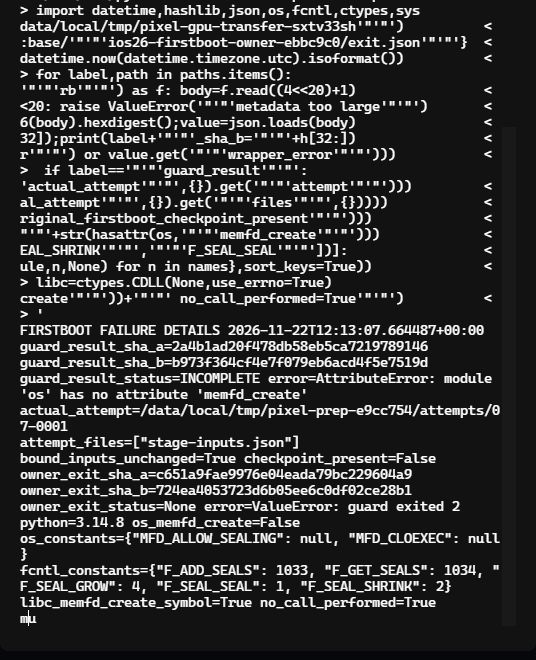 import datetime,hashlib,json,os,fcntl,ctypes,sys
data/local/tmp/pixel-gpu-transfer-sxtv33sh'"'"') <
:base/'"'"'ios26-firstboot-owner-ebbc9c0/exit.json'"'"'} <
datetime.now(datetime.timezone.utc).isoformat()) <
> for label,path in paths.items():
'"'"'rb'"'"') as f: body=f.read((4<<20)+1) <
<20: raise ValueError('"'"'metadata too large'"'"') <
6(body).hexdigest();value=json.loads(body) <
32]);print(label+'"'"'_sha_b='"'"'+h[32:]) <
r'"'"') or value.get('"'"'wrapper_error'"'"'))) <
>  if label=='"'"'guard_result'"'"':
'actual_attempt'"'"',{}).get('"'"'attempt'"'"'))) <
al_attempt'"'"',{}).get('"'"'files'"'"',{})))) <
riginal_firstboot_checkpoint_present'"'"'))) <
"'"'+str(hasattr(os,'"'"'memfd_create'"'"'))) <
EAL_SHRINK'"'"','"'"'F_SEAL_SEAL'"'"'])]: <
ule,n,None) for n in names},sort_keys=True)) <
> libc=ctypes.CDLL(None,use_errno=True)
create'"'"'))+'"'"' no_call_performed=True'"'"') <
> '
FIRSTBOOT FAILURE DETAILS 2026-11-22T12:13:07.664487+00:00
guard_result_sha_a=2a4b1ad20f478db58eb5ca7219789146
guard_result_sha_b=b973f364cf4e7f079eb6acd4f5e7519d
guard_result_status=INCOMPLETE error=AttributeError: module
'os' has no attribute 'memfd_create'
actual_attempt=/data/local/tmp/pixel-prep-e9cc754/attempts/0
7-0001
attempt_files=["stage-inputs.json"]
bound_inputs_unchanged=True checkpoint_present=False
owner_exit_sha_a=c651a9fae9976e04eada79bc229604a9
owner_exit_sha_b=724ea4053723d6b05ee6c0df02ce28b1
owner_exit_status=None error=ValueError: guard exited 2
python=3.14.8 os_memfd_create=False
os_constants={"MFD_ALLOW_SEALING": null, "MFD_CLOEXEC": null
}
fcntl_constants={"F_ADD_SEALS": 1033, "F_GET_SEALS": 1034, "
F_SEAL_GROW": 4, "F_SEAL_SEAL": 1, "F_SEAL_SHRINK": 2}
libc_memfd_create_symbol=True no_call_performed=True
mu